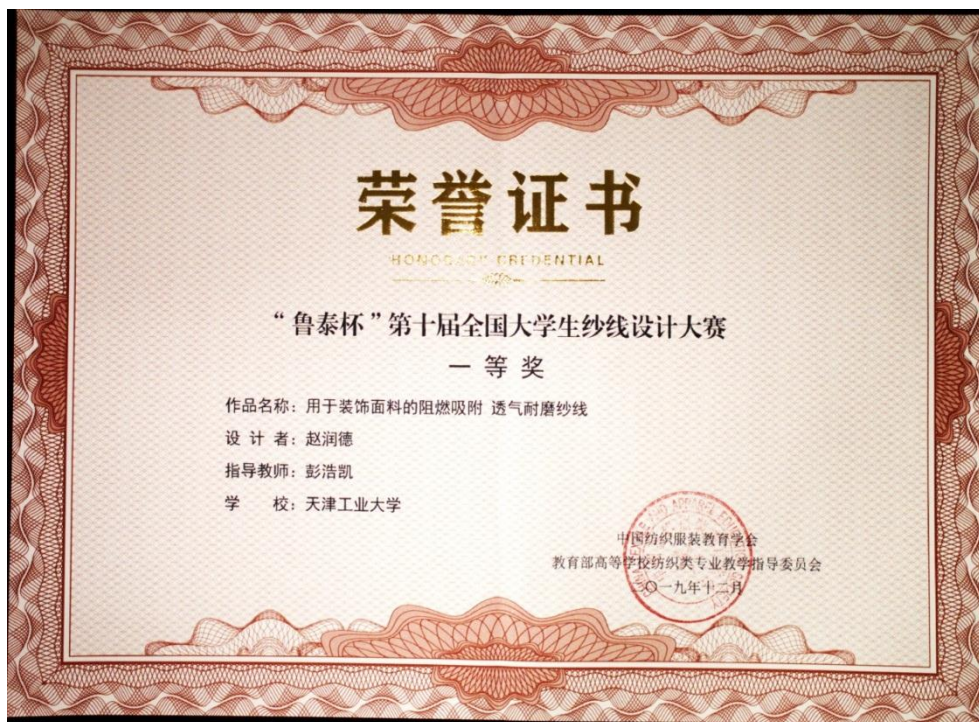 荣誉证书
HONORARY CREDENTIAL
“鲁泰杯”第十届全国大学生纱线设计大赛
一等奖
作品名称：用于装饰面料的阻燃吸附 透气耐磨纱线
设 计 者：赵润德
指导教师：彭浩凯
学　　校：天津工业大学
中国纺织服装教育学会
教育部高等学校纺织类专业教学指导委员会
二〇一九年十二月